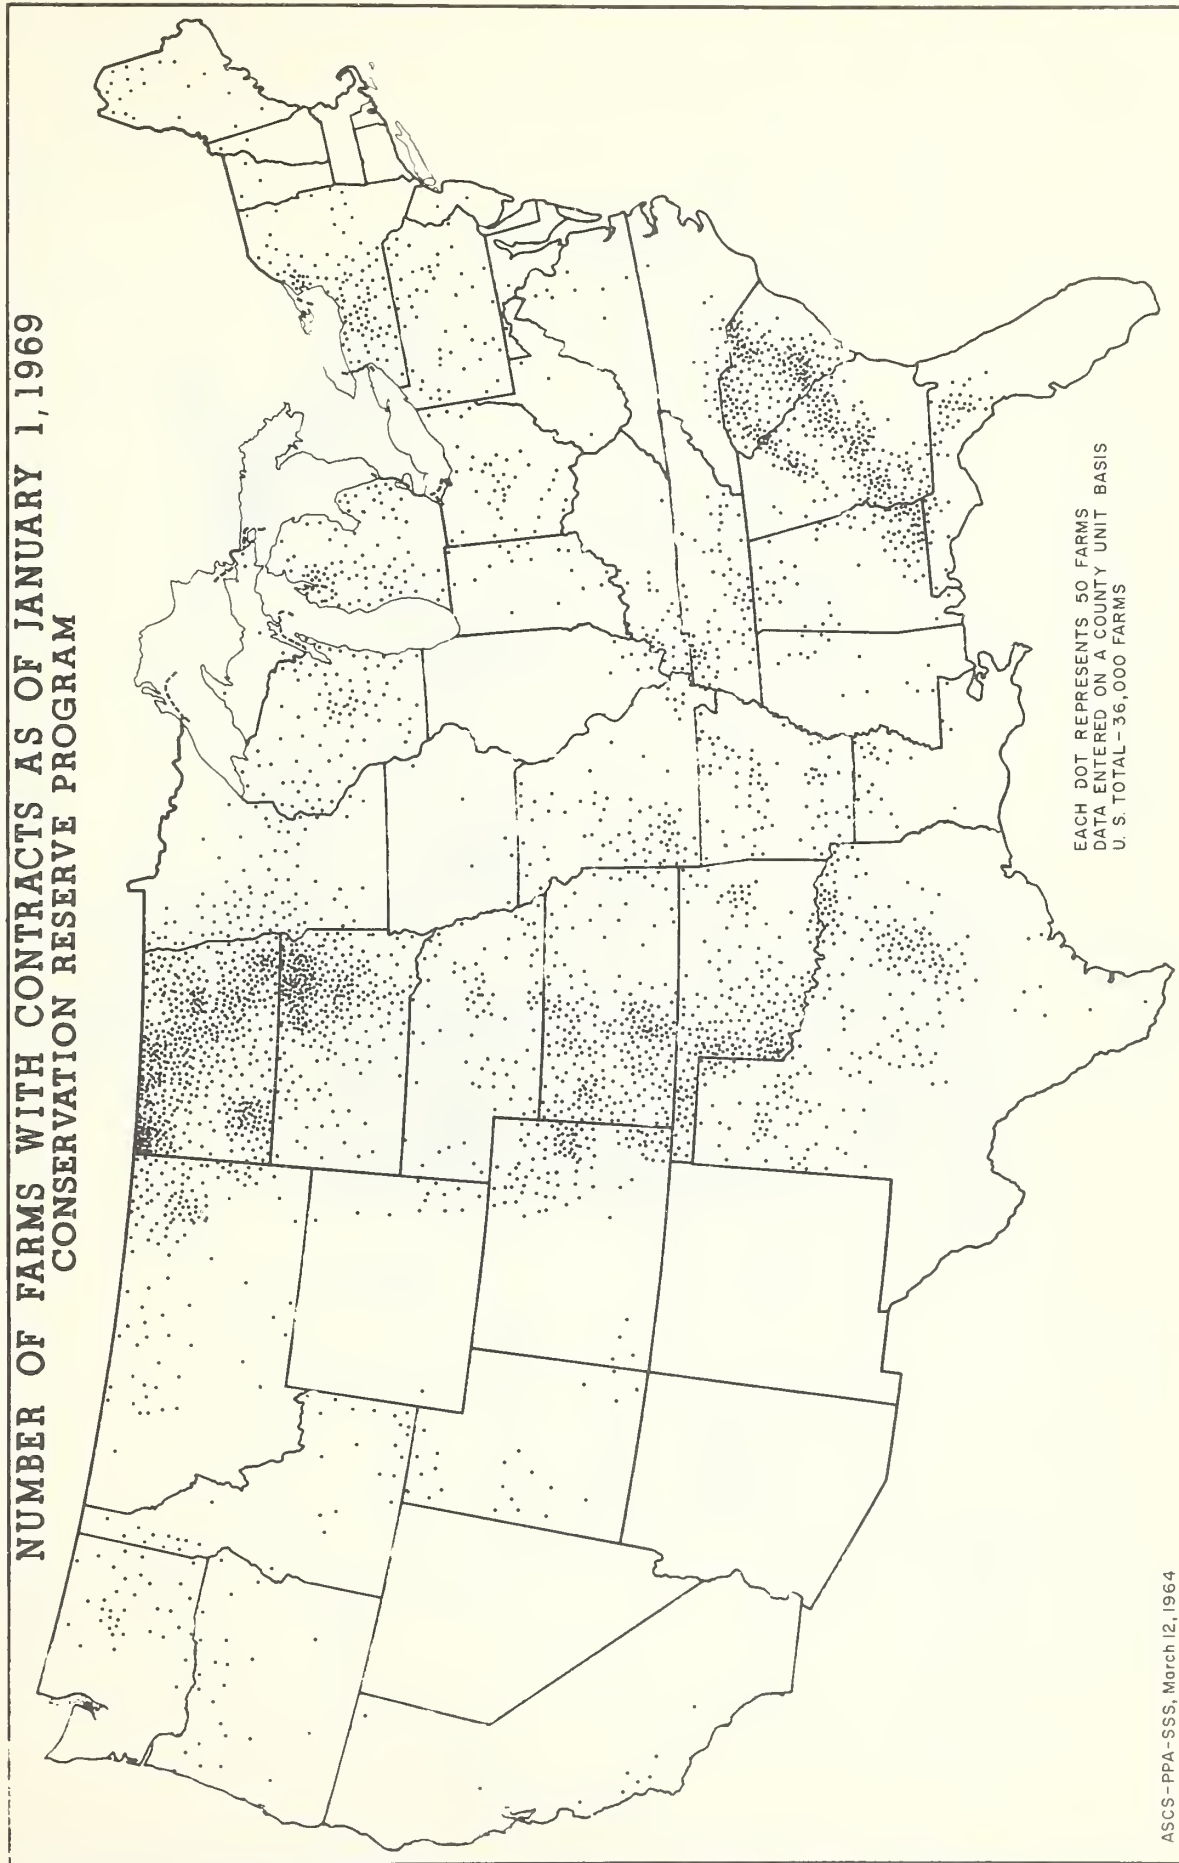 NUMBER OF FARMS WITH CONTRACTS AS OF JANUARY 1, 1969
CONSERVATION RESERVE PROGRAM
EACH DOT REPRESENTS 50 FARMS
DATA ENTERED ON A COUNTY UNIT BASIS
U. S. TOTAL - 36,000 FARMS
ASCS-PPA-SSS, March 12, 1964